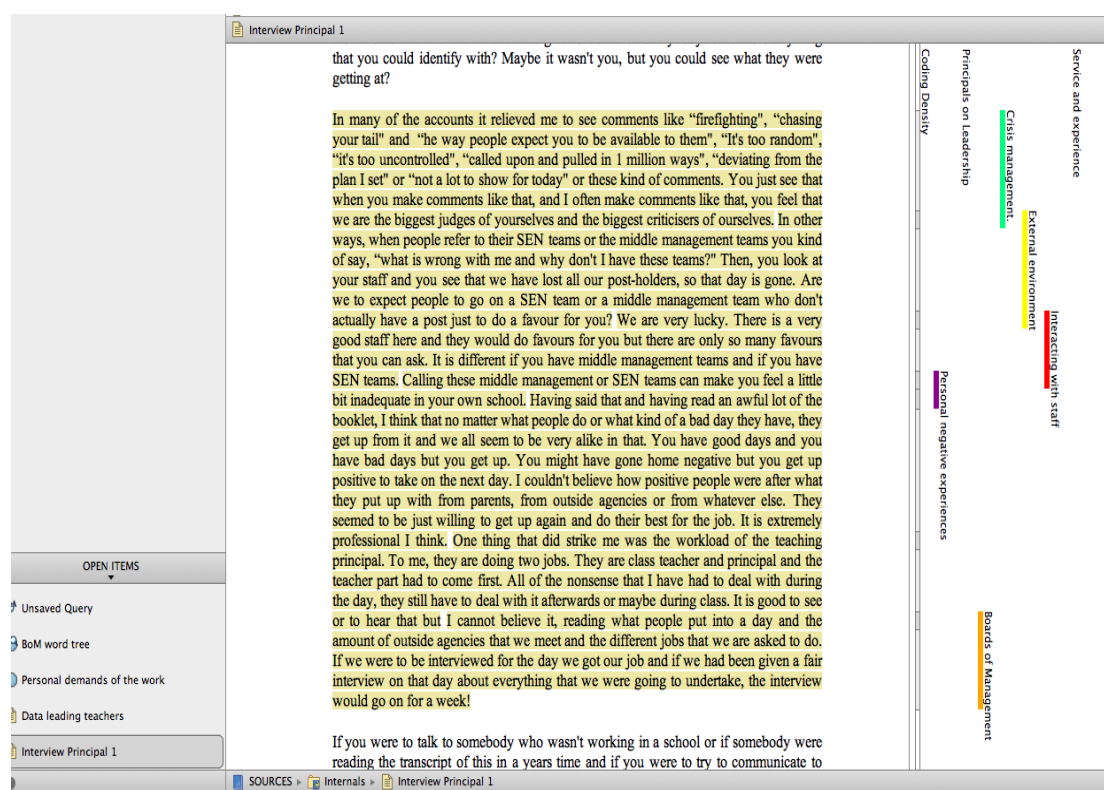 Interview Principal 1
that you could identify with? Maybe it wasn't you, but you could see what they were
getting at?
In many of the accounts it relieved me to see comments like “firefighting", “chasing
your tail" and “he way people expect you to be available to them", “It's too random",
“it's too uncontrolled", “called upon and pulled in 1 million ways", “deviating from the
plan I set" or “not a lot to show for today" or these kind of comments. You just see that
when you make comments like that, and I often make comments like that, you feel that
we are the biggest judges of yourselves and the biggest criticisers of ourselves. In other
ways, when people refer to their SEN teams or the middle management teams you kind
of say, “what is wrong with me and why don't I have these teams?" Then, you look at
your staff and you see that we have lost all our post-holders, so that day is gone. Are
we to expect people to go on a SEN team or a middle management team who don't
actually have a post just to do a favour for you? We are very lucky. There is a very
good staff here and they would do favours for you but there are only so many favours
that you can ask. It is different if you have middle management teams and if you have
SEN teams. Calling these middle management or SEN teams can make you feel a little
bit inadequate in your own school. Having said that and having read an awful lot of the
booklet, I think that no matter what people do or what kind of a bad day they have, they
get up from it and we all seem to be very alike in that. You have good days and you
have bad days but you get up. You might have gone home negative but you get up
positive to take on the next day. I couldn't believe how positive people were after what
they put up with from parents, from outside agencies or from whatever else. They
seemed to be just willing to get up again and do their best for the job. It is extremely
professional I think. One thing that did strike me was the workload of the teaching
principal. To me, they are doing two jobs. They are class teacher and principal and the
teacher part had to come first. All of the nonsense that I have had to deal with during
the day, they still have to deal with it afterwards or maybe during class. It is good to see
or to hear that but I cannot believe it, reading what people put into a day and the
amount of outside agencies that we meet and the different jobs that we are asked to do.
If we were to be interviewed for the day we got our job and if we had been given a fair
interview on that day about everything that we were going to undertake, the interview
would go on for a week!
If you were to talk to somebody who wasn't working in a school or if somebody were
reading the transcript of this in a years time and if you were to try to communicate to
Coding Density
Personal negative experiences
Principals on Leadership
Boards of Management
Crisis management.
External environment
Interacting with staff
Service and experience
OPEN ITEMS
Unsaved Query
BoM word tree
Personal demands of the work
Data leading teachers
Interview Principal 1
SOURCES
Internals
Interview Principal 1